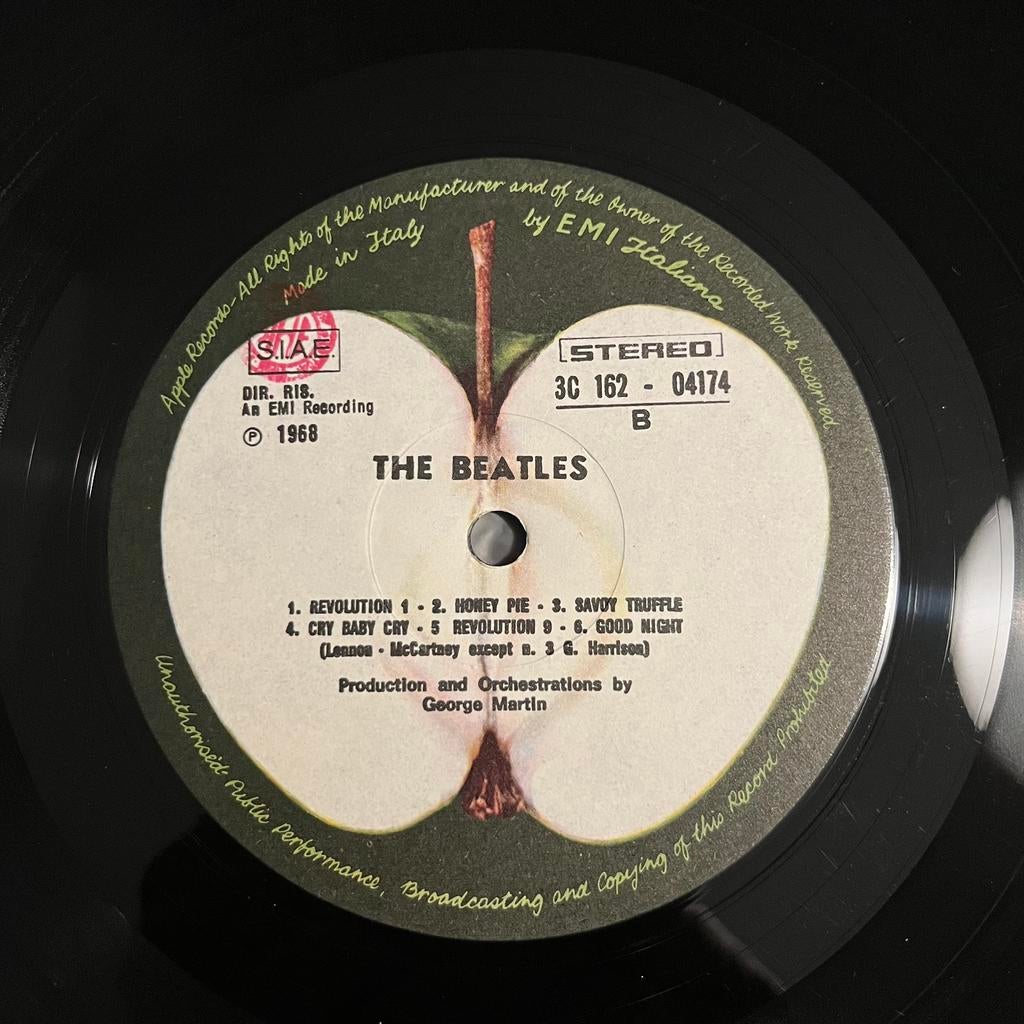 Apple Records - All Rights of the Manufacturer and of the Owner of the Recorded Work Reserved
Made in Italy
by EMI Italiana
S.I.A.E.
DIR. RIS.
An EMI Recording
℗ 1968
STEREO
3C 162 - 04174
B
THE BEATLES
1. REVOLUTION 1 - 2. HONEY PIE - 3. SAVOY TRUFFLE
4. CRY BABY CRY - 5 REVOLUTION 9 - 6. GOOD NIGHT
(Lennon - McCartney except n. 3 G. Harrison)
Production and Orchestrations by
George Martin
Unauthorised Public Performance, Broadcasting and Copying of this Record Prohibited